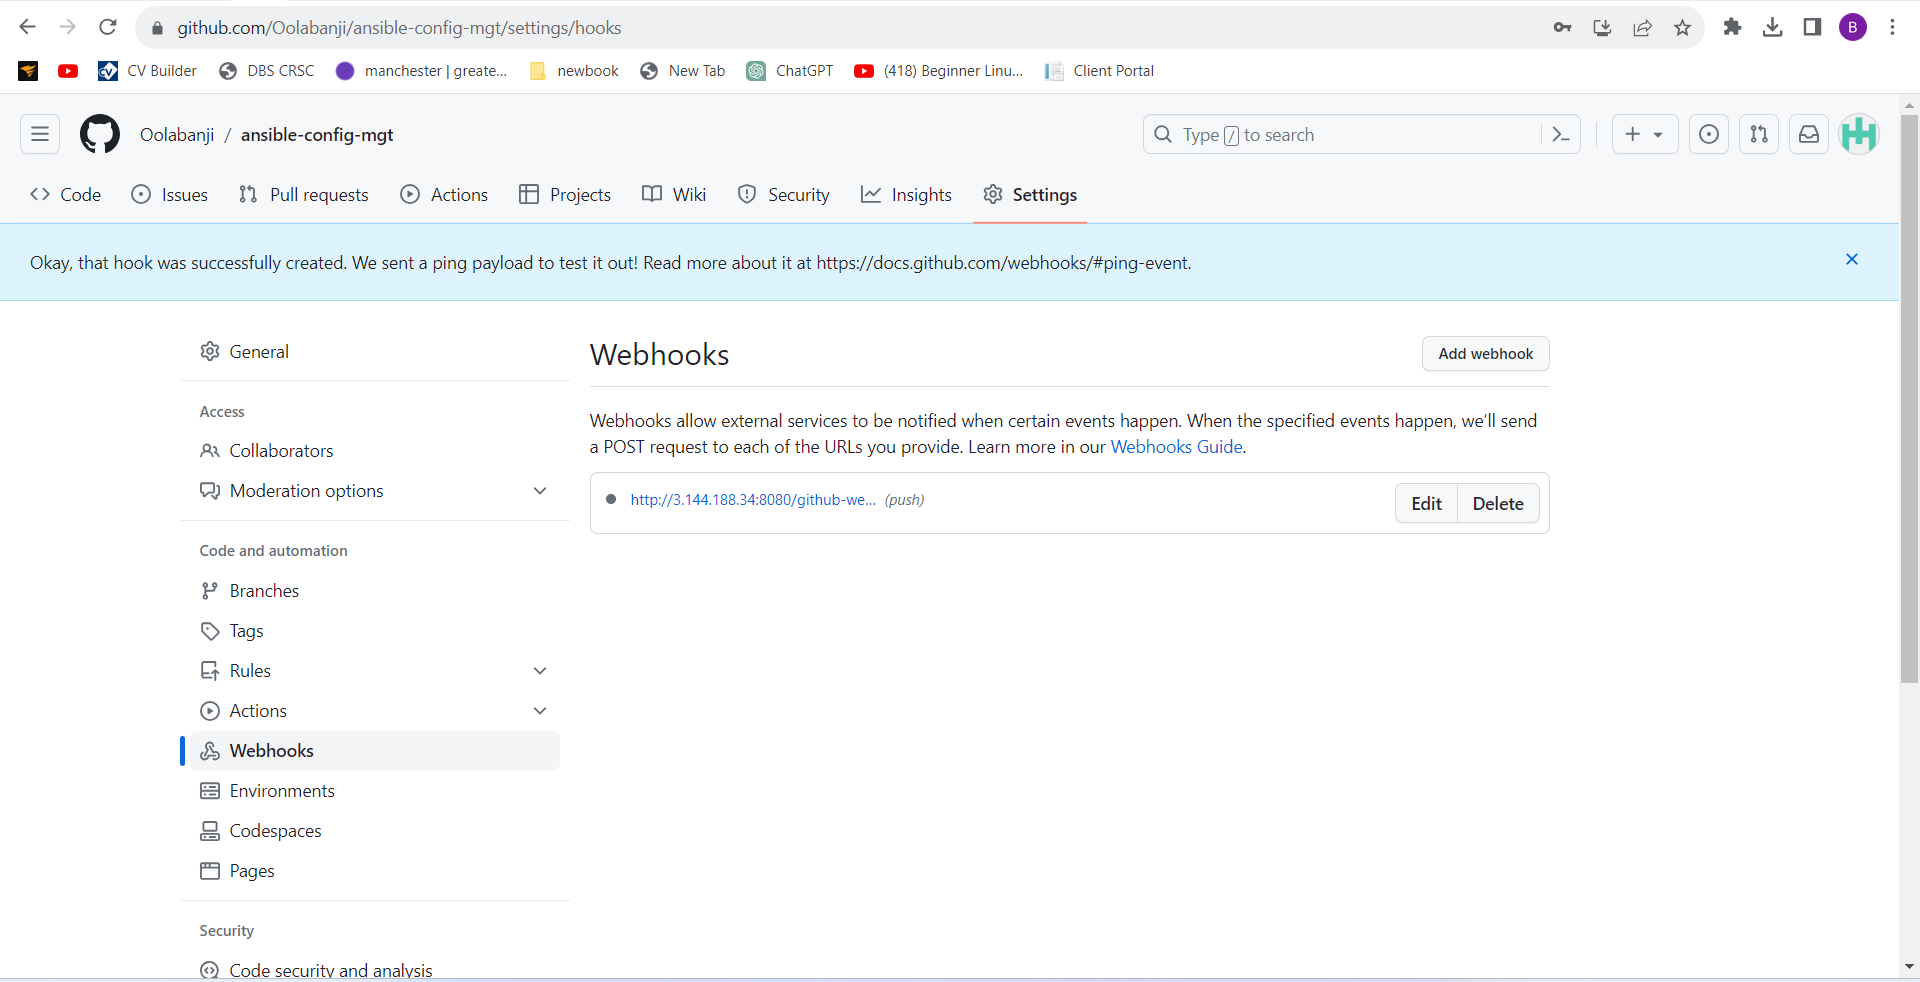 github.com/Oolabanji/ansible-config-mgt/settings/hooks
B
CV
CV Builder
DBS CRSC
manchester | greate...
newbook
New Tab
ChatGPT
(418) Beginner Linu...
Client Portal
Oolabanji / ansible-config-mgt
Type / to search
Code
Issues
Pull requests
Actions
Projects
Wiki
Security
Insights
Settings
Okay, that hook was successfully created. We sent a ping payload to test it out! Read more about it at https://docs.github.com/webhooks/#ping-event.
General
Access
Collaborators
Moderation options
Code and automation
Branches
Tags
Rules
Actions
Webhooks
Environments
Codespaces
Pages
Security
Code security and analysis
Webhooks
Add webhook
Webhooks allow external services to be notified when certain events happen. When the specified events happen, we’ll send
a POST request to each of the URLs you provide. Learn more in our Webhooks Guide.
http://3.144.188.34:8080/github-we... (push)
Edit
Delete